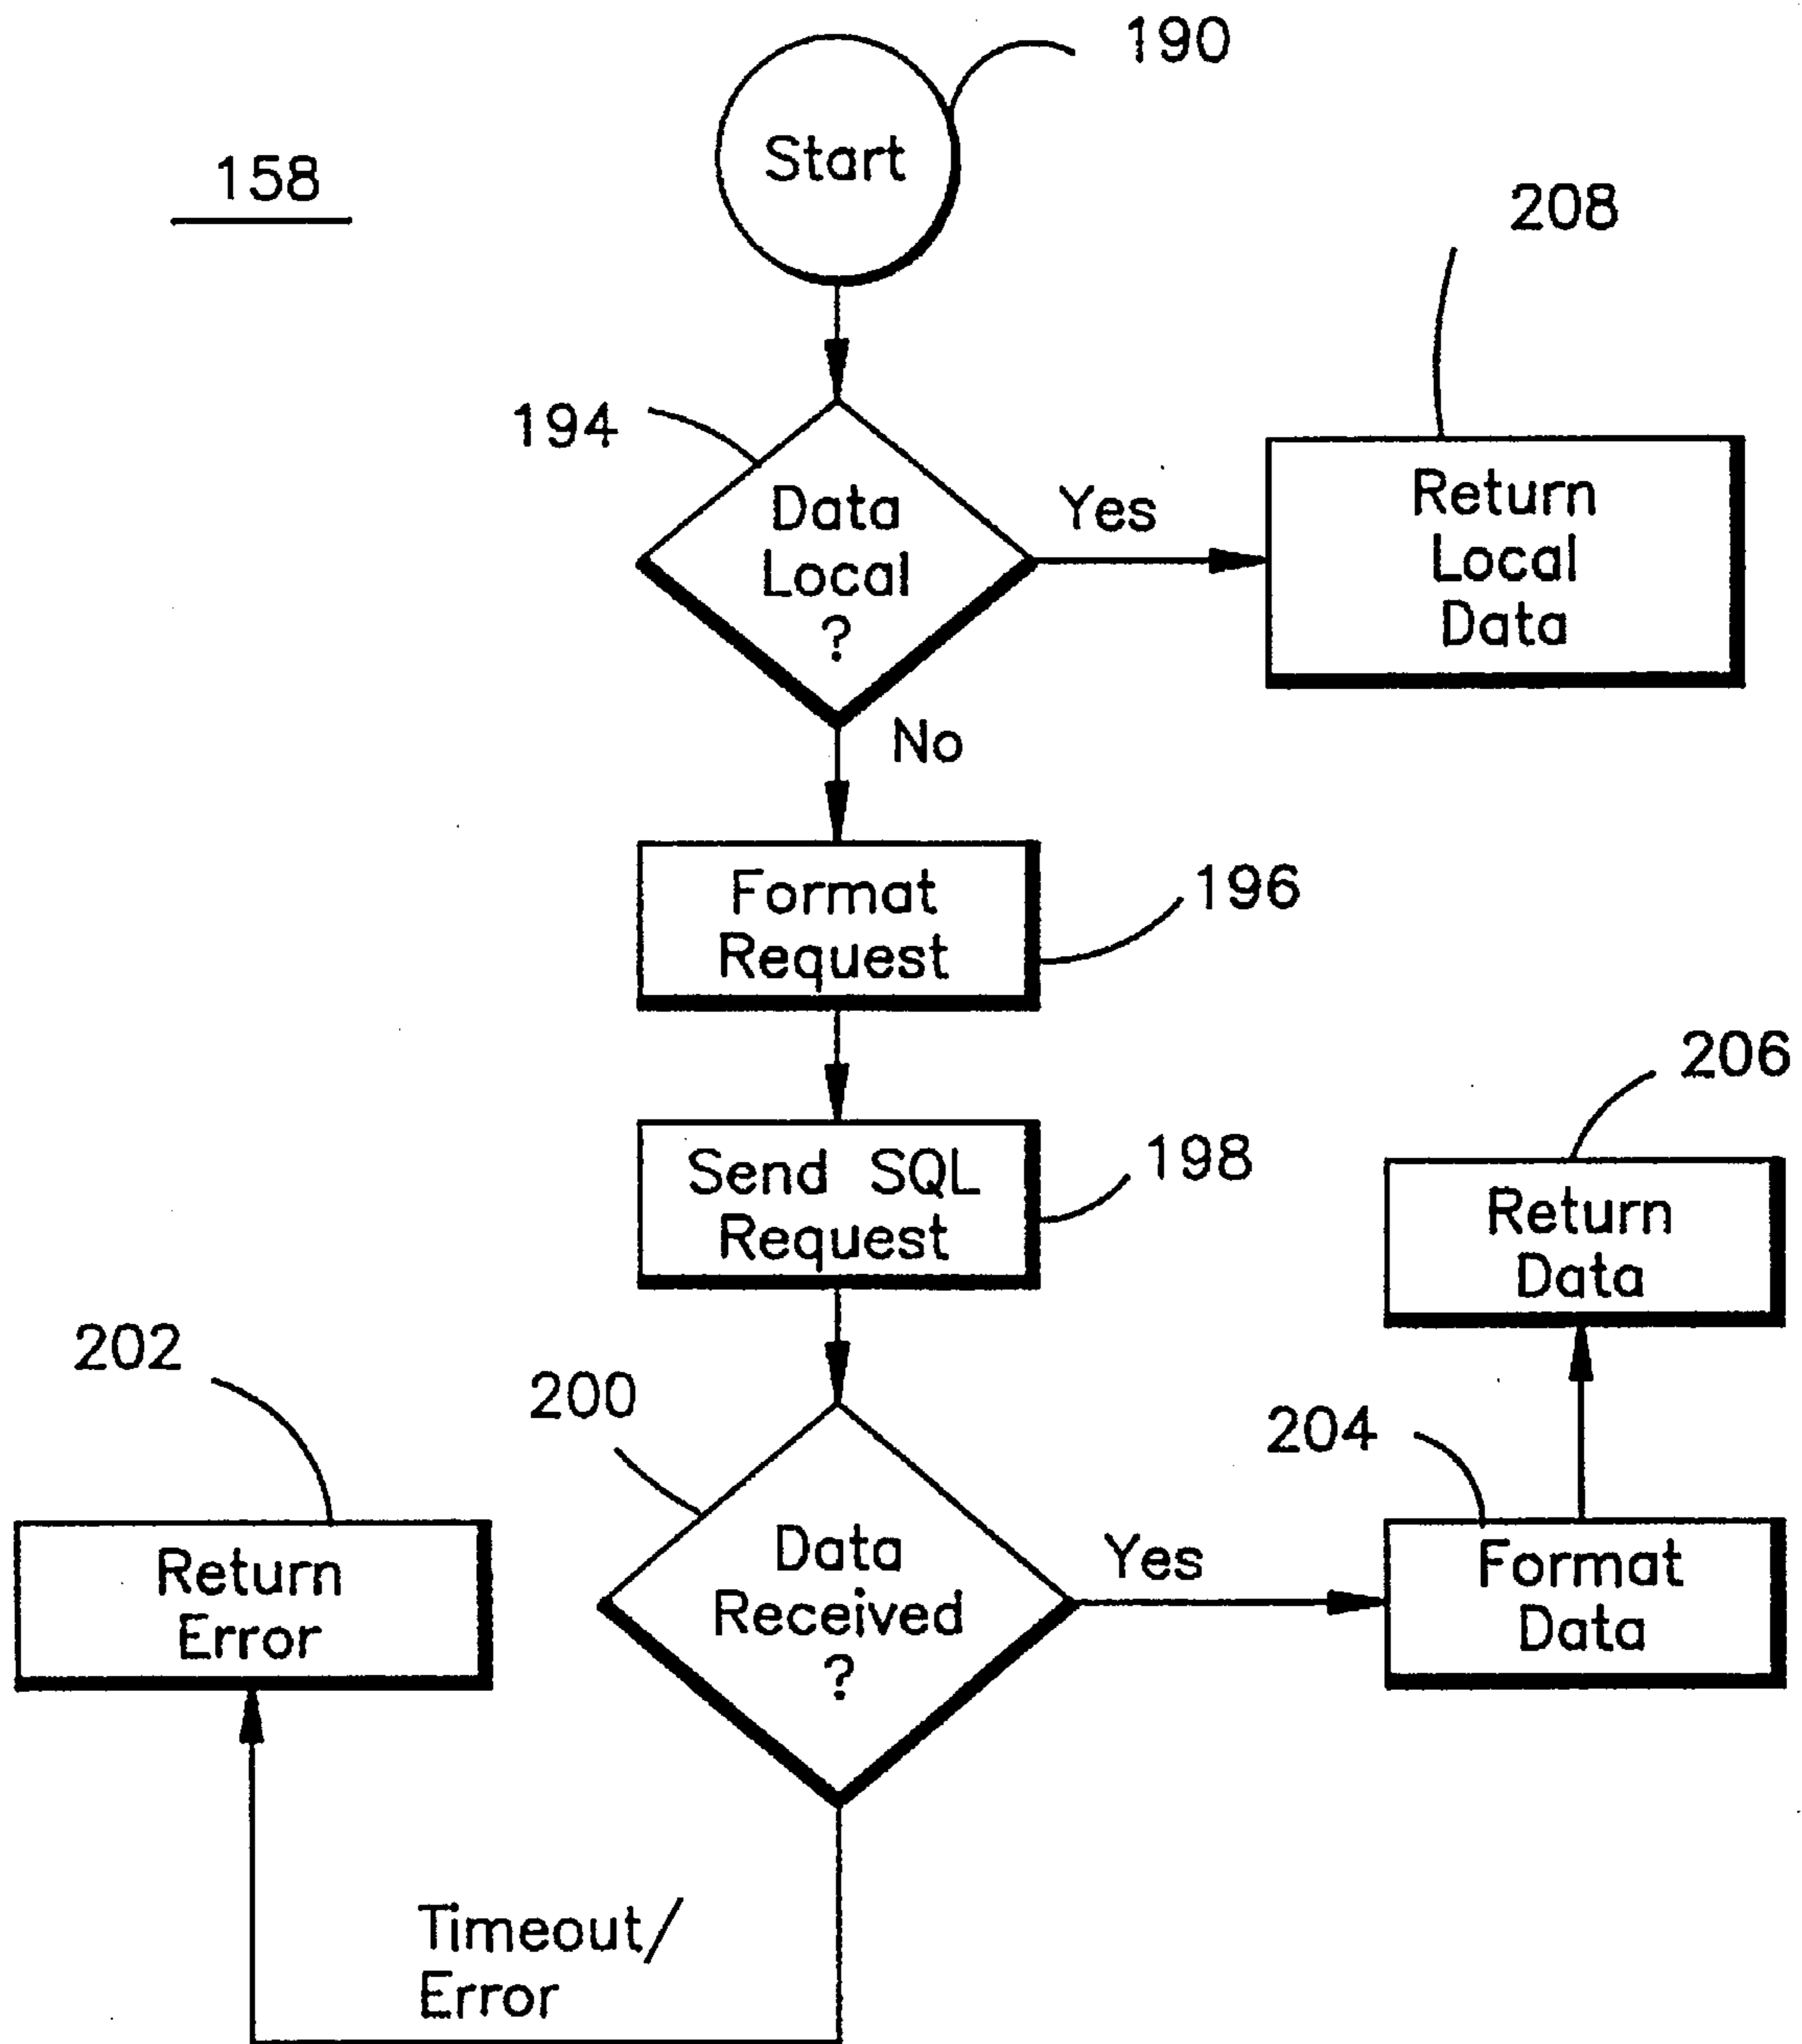 190
Start
158
208
194
Data
Local
?
Yes
Return
Local
Data
No
Format
Request
196
206
Send SQL
Request
198
Return
Data
202
200
204
Return
Error
Data
Received
?
Yes
Format
Data
Timeout/
Error